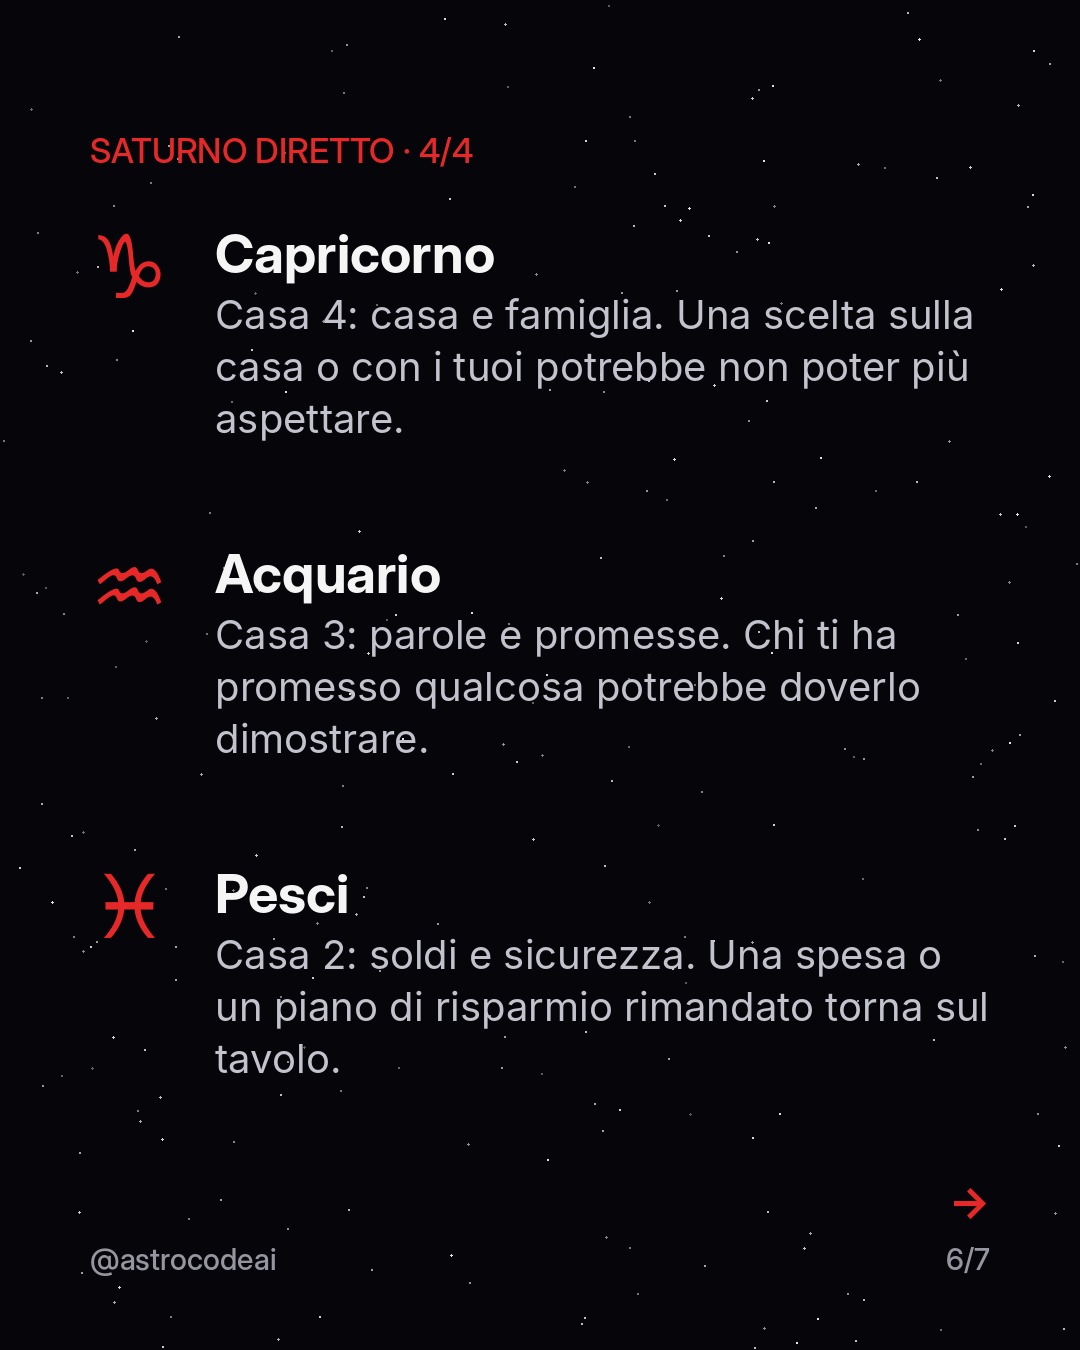 SATURNO DIRETTO · 4/4
♑ Capricorno
Casa 4: casa e famiglia. Una scelta sulla
casa o con i tuoi potrebbe non poter più
aspettare.
♒ Acquario
Casa 3: parole e promesse. Chi ti ha
promesso qualcosa potrebbe doverlo
dimostrare.
♓ Pesci
Casa 2: soldi e sicurezza. Una spesa o
un piano di risparmio rimandato torna sul
tavolo.
→
@astrocodeai
6/7